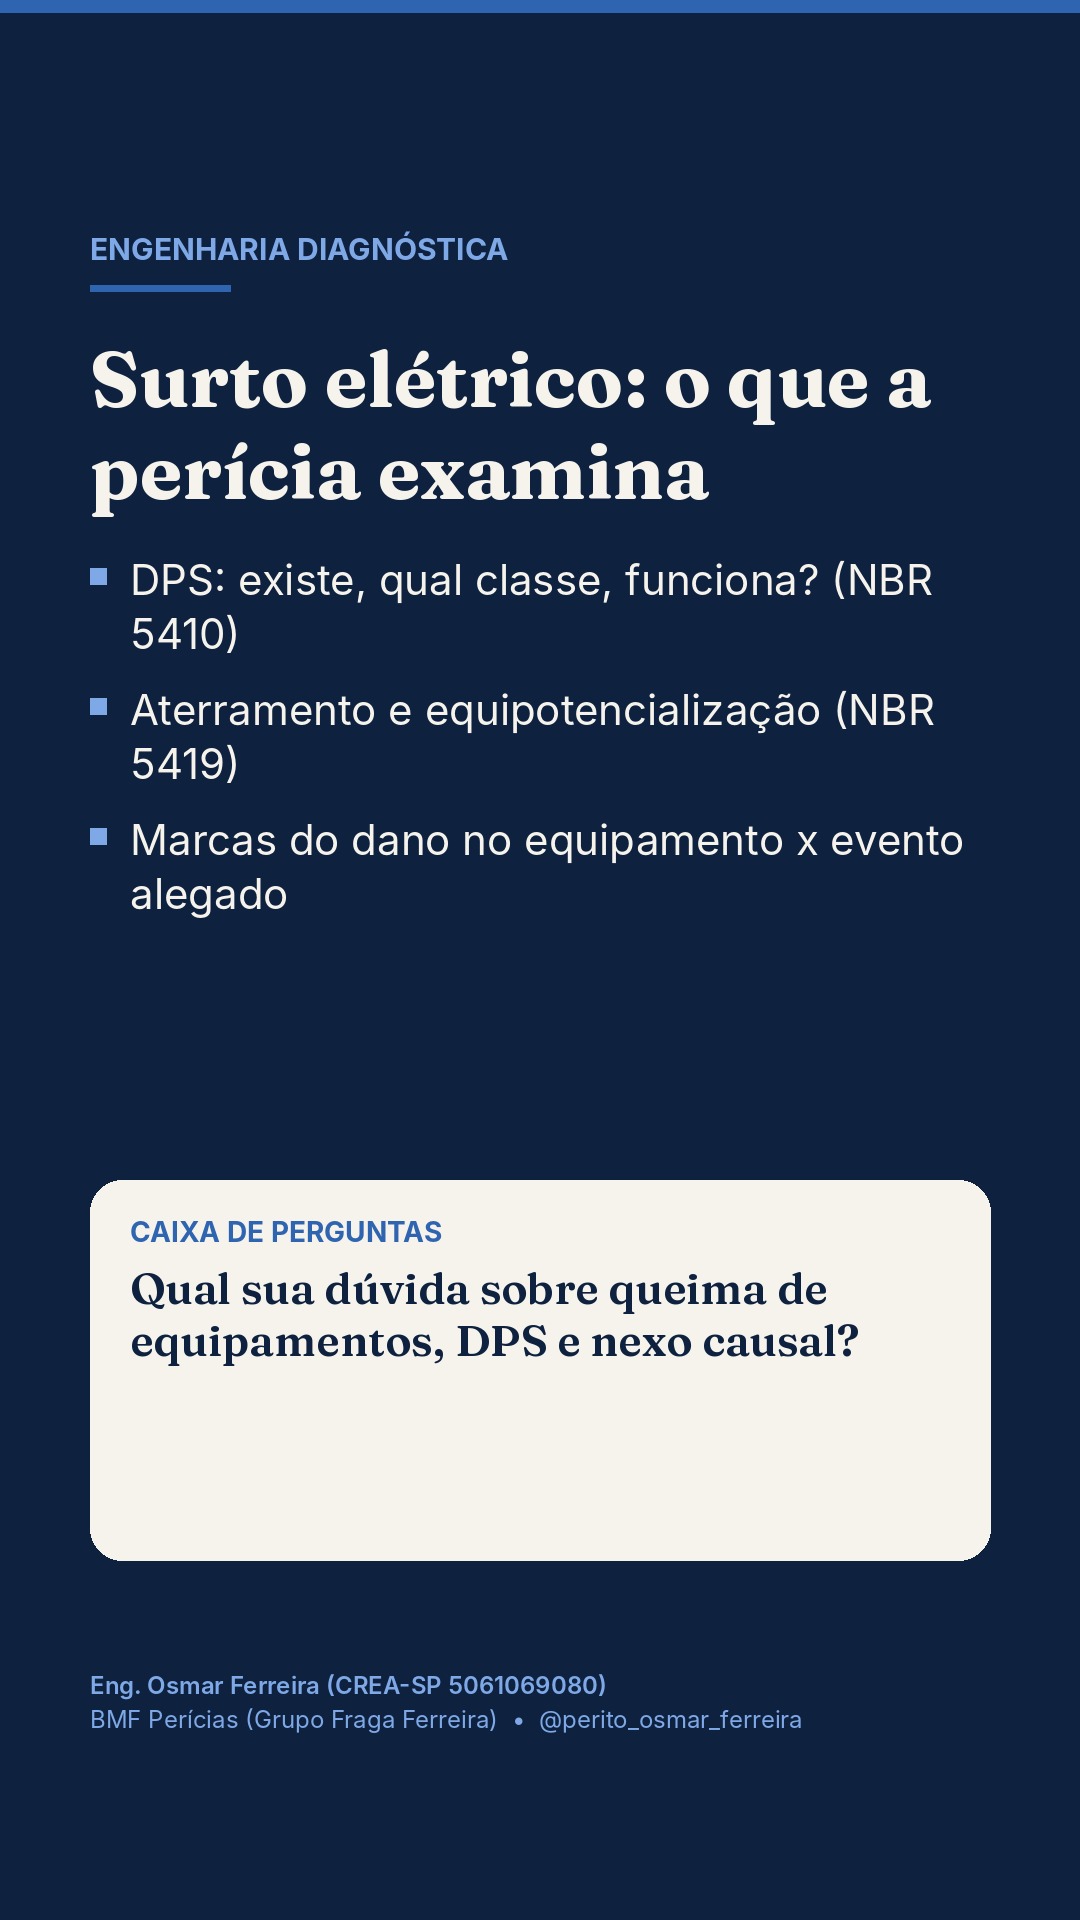 ENGENHARIA DIAGNÓSTICA
Surto elétrico: o que a
perícia examina
DPS: existe, qual classe, funciona? (NBR
5410)
Aterramento e equipotencialização (NBR
5419)
Marcas do dano no equipamento x evento
alegado
CAIXA DE PERGUNTAS
Qual sua dúvida sobre queima de
equipamentos, DPS e nexo causal?
Eng. Osmar Ferreira (CREA-SP 5061069080)
BMF Perícias (Grupo Fraga Ferreira) • @perito_osmar_ferreira